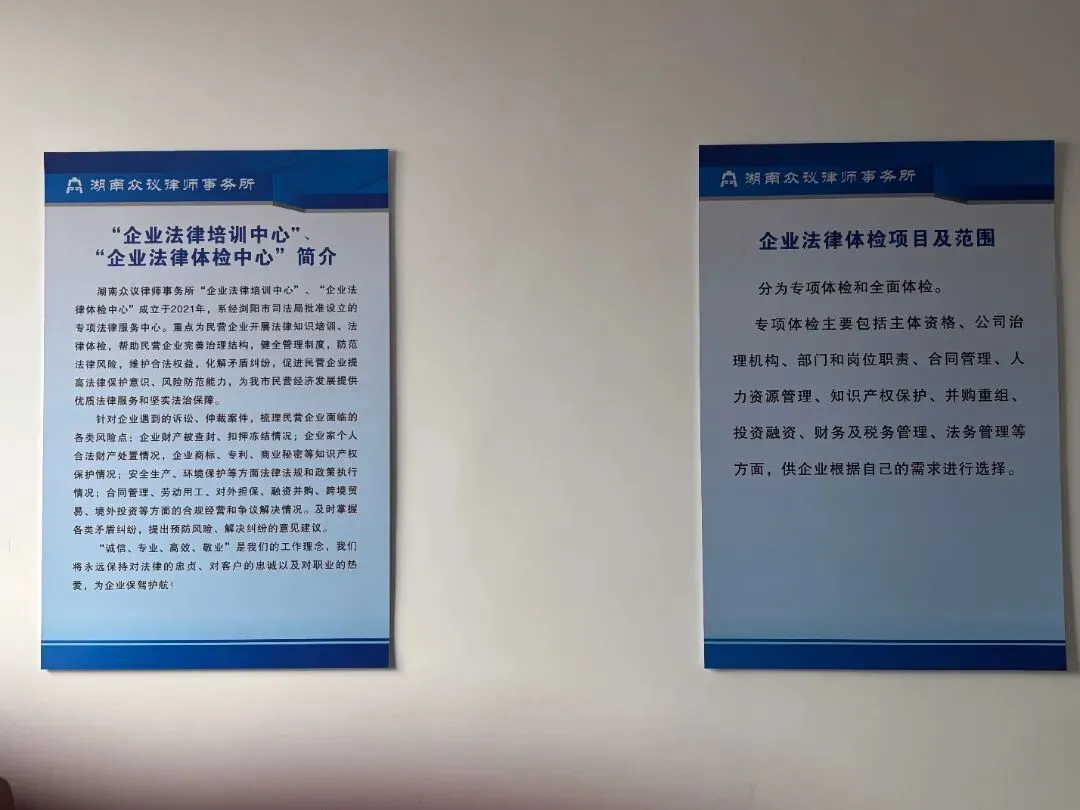 湖南众议律师事务所
“企业法律培训中心”、
“企业法律体检中心”简介
湖南众议律师事务所“企业法律培训中心”、“企业法
律体检中心”成立于2021年，系经浏阳市司法局批准设立的
专项法律服务中心。重点为民营企业开展法律知识培训、法
律体检，帮助民营企业完善治理结构，健全管理制度，防范
法律风险，维护合法权益，化解矛盾纠纷，促进民营企业提
高法律保护意识、风险防范能力，为我市民营经济发展提供
优质法律服务和坚实法治保障。
针对企业遇到的诉讼、仲裁案件，梳理民营企业面临的
各类风险点；企业财产被查封、扣押冻结情况；企业家个人
合法财产处置情况，企业商标、专利、商业秘密等知识产权
保护情况；安全生产、环境保护等方面法律法规和政策执行
情况；合同管理、劳动用工、对外担保、融资并购、跨境贸
易、境外投资等方面的合规经营和争议解决情况。及时掌握
各类矛盾纠纷，提出预防风险、解决纠纷的意见建议。
“诚信、专业、高效、敬业”是我们的工作理念，我们
将永远保持对法律的忠贞、对客户的忠诚以及对职业的热
爱，为企业保驾护航！
湖南众议律师事务所
企业法律体检项目及范围
分为专项体检和全面体检。
专项体检主要包括主体资格、公司治
理机构、部门和岗位职责、合同管理、人
力资源管理、知识产权保护、并购重组、
投资融资、财务及税务管理、法务管理等
方面，供企业根据自己的需求进行选择。